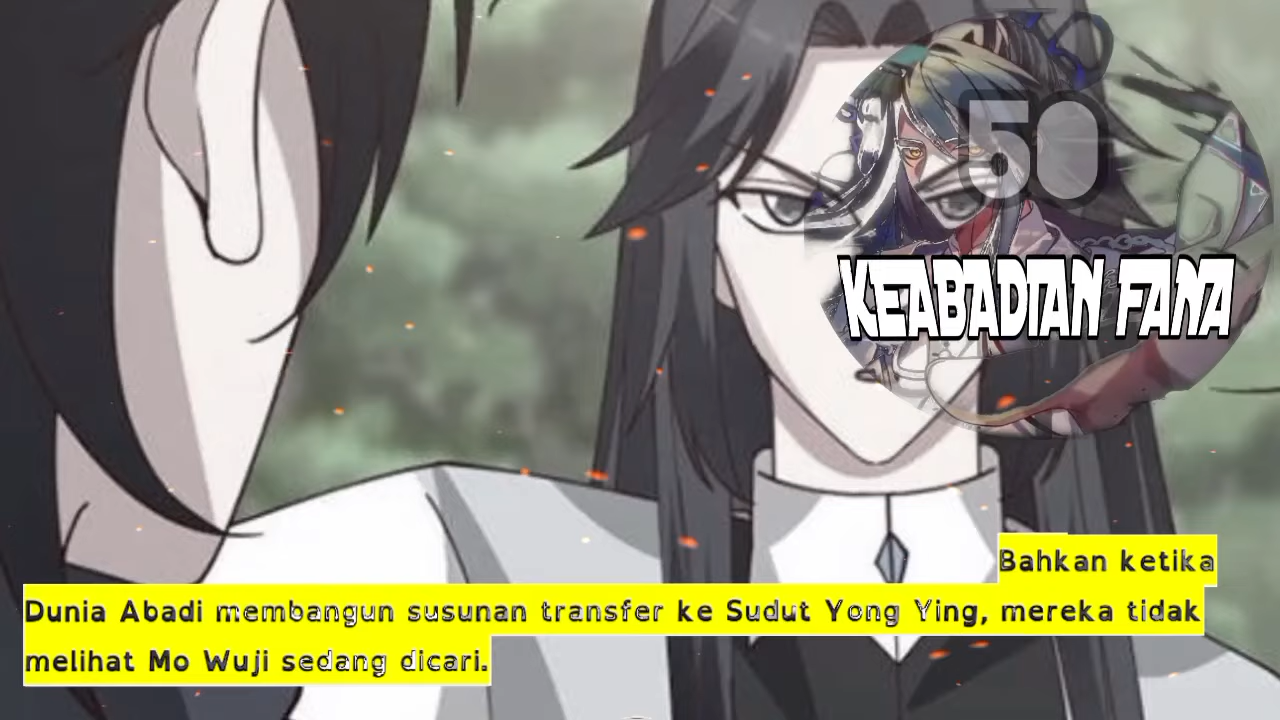 50
KEABADIAN FANA
Bahkan ketika
Dunia Abadi membangun susunan transfer ke Sudut Yong Ying, mereka tidak
melihat Mo Wuji sedang dicari.